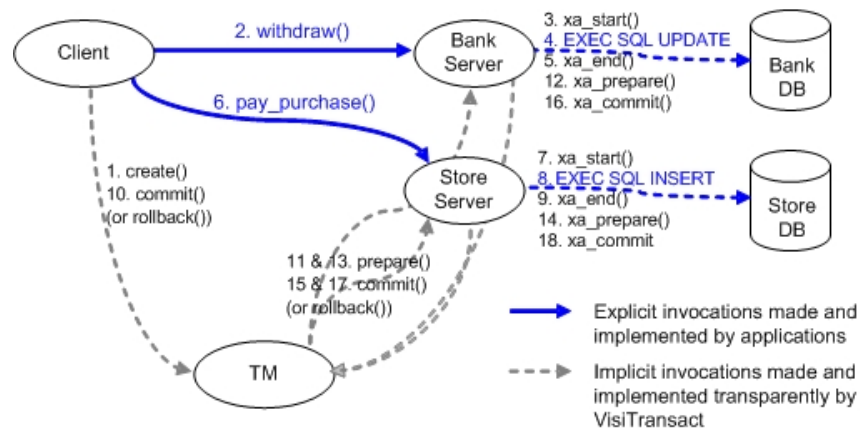 Client
2. withdraw()
Bank
Server
3. xa_start()
4. EXEC SQL UPDATE
5. xa_end()
12. xa_prepare()
16. xa_commit()
Bank
DB
6. pay_purchase()
1. create()
10. commit()
(or rollback())
Store
Server
7. xa_start()
8. EXEC SQL INSERT
9. xa_end()
14. xa_prepare()
18. xa_commit
Store
DB
11 & 13. prepare()
15 & 17. commit()
(or rollback())
TM
Explicit invocations made and
implemented by applications
Implicit invocations made and
implemented transparently by
VisiTransact